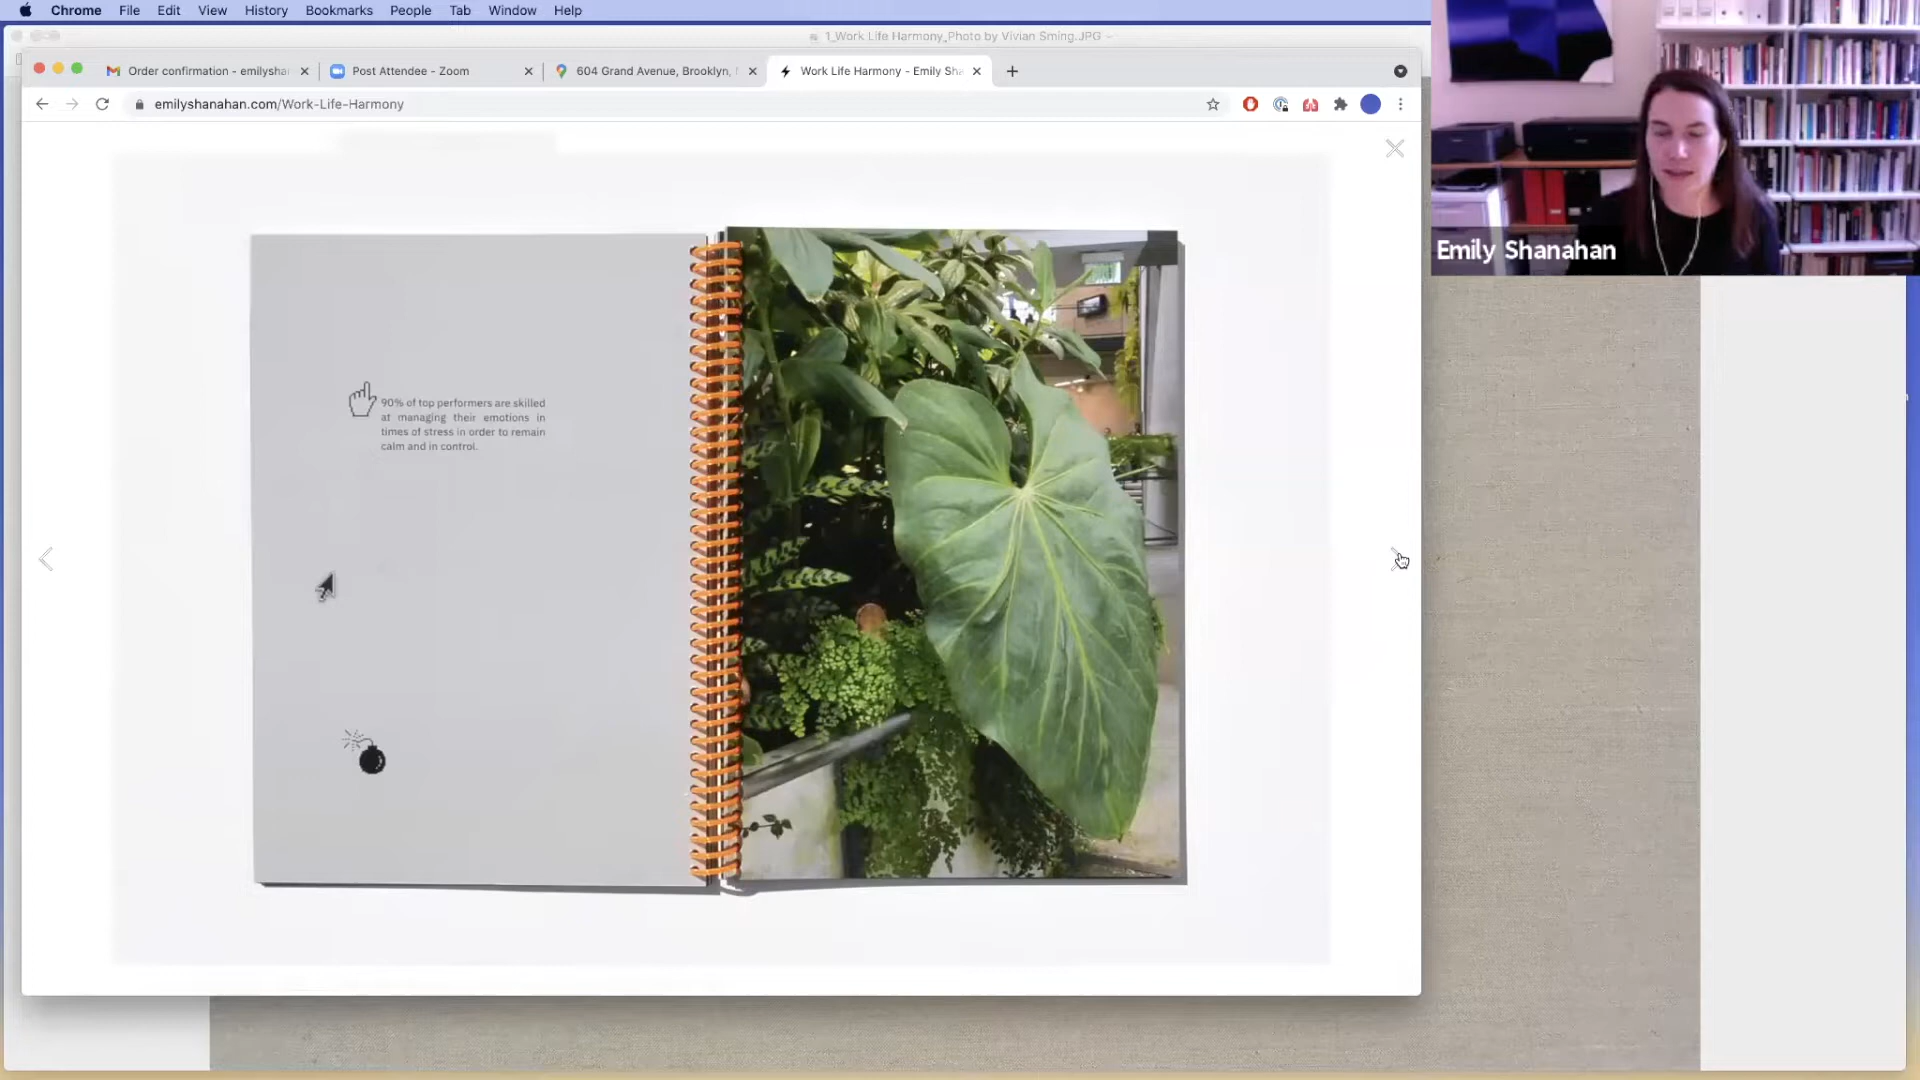 Chrome File Edit View History Bookmarks People Tab Window Help
1_Work Life Harmony_Photo by Vivian Sming.JPG
Order confirmation - emilyshan
Post Attendee - Zoom
604 Grand Avenue, Brooklyn,
Work Life Harmony - Emily Sha
emilyshanahan.com/Work-Life-Harmony
Emily Shanahan
90% of top performers are skilled
at managing their emotions in
times of stress in order to remain
calm and in control.